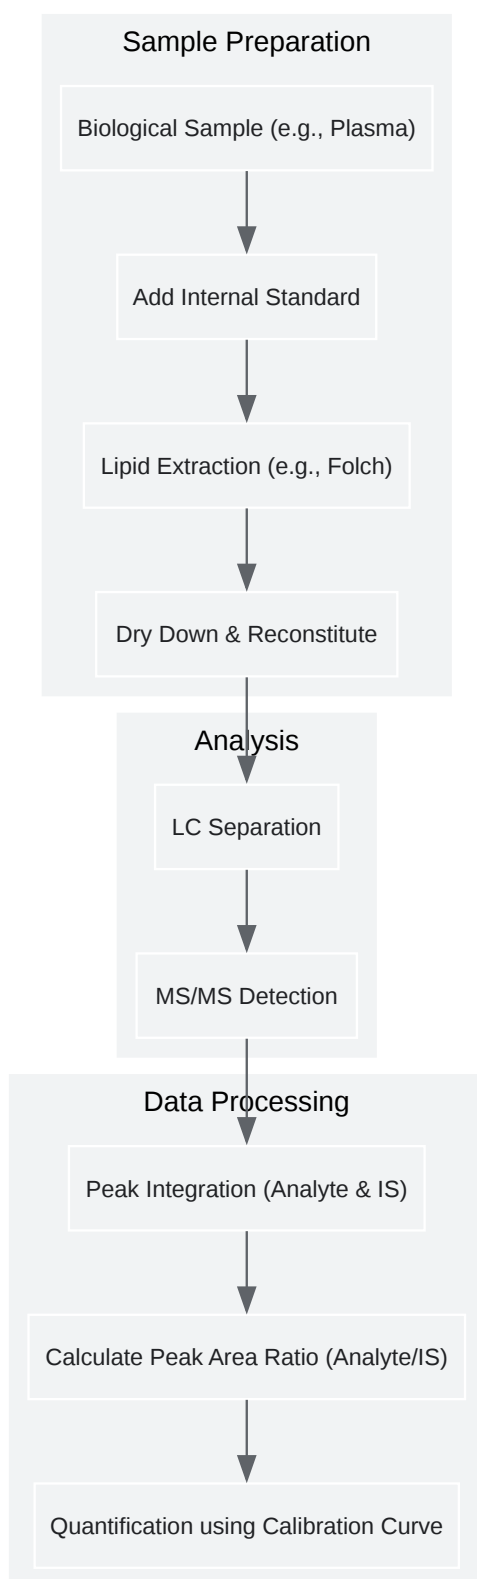 Sample Preparation
Biological Sample (e.g., Plasma)
Add Internal Standard
Lipid Extraction (e.g., Folch)
Dry Down & Reconstitute
Analysis
LC Separation
MS/MS Detection
Data Processing
Peak Integration (Analyte & IS)
Calculate Peak Area Ratio (Analyte/IS)
Quantification using Calibration Curve